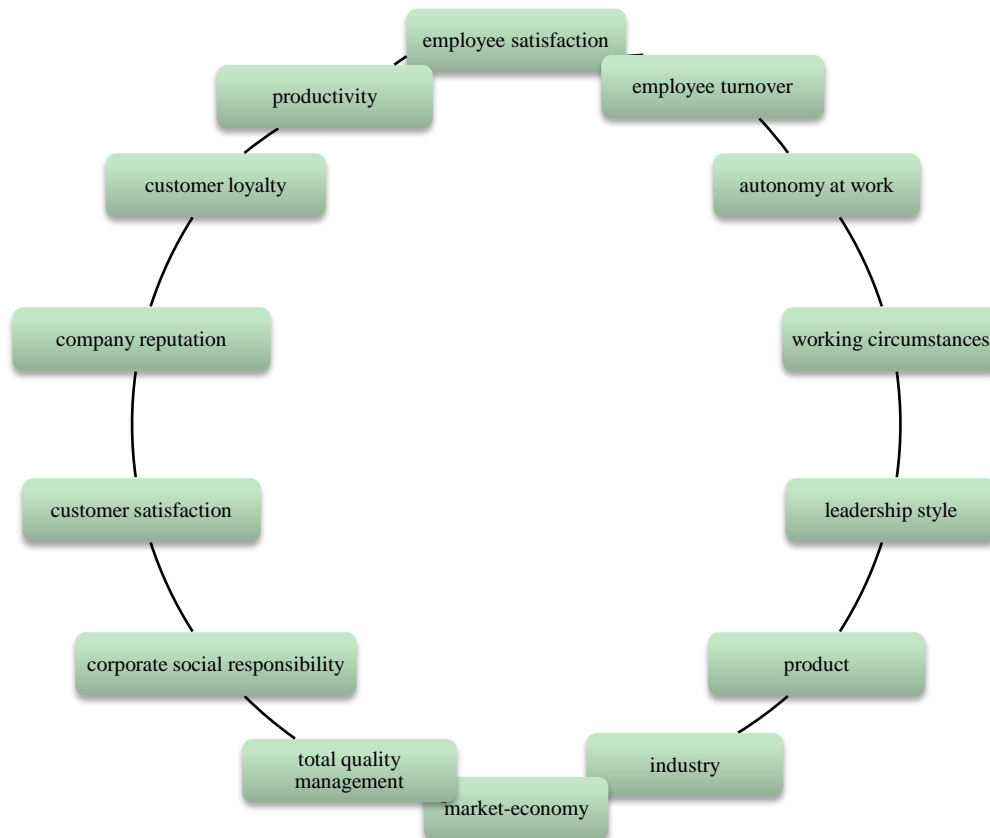 employee satisfaction
employee turnover
autonomy at work
working circumstances
leadership style
product
industry
market-economy
total quality
management
corporate social responsibility
customer satisfaction
company reputation
customer loyalty
productivity